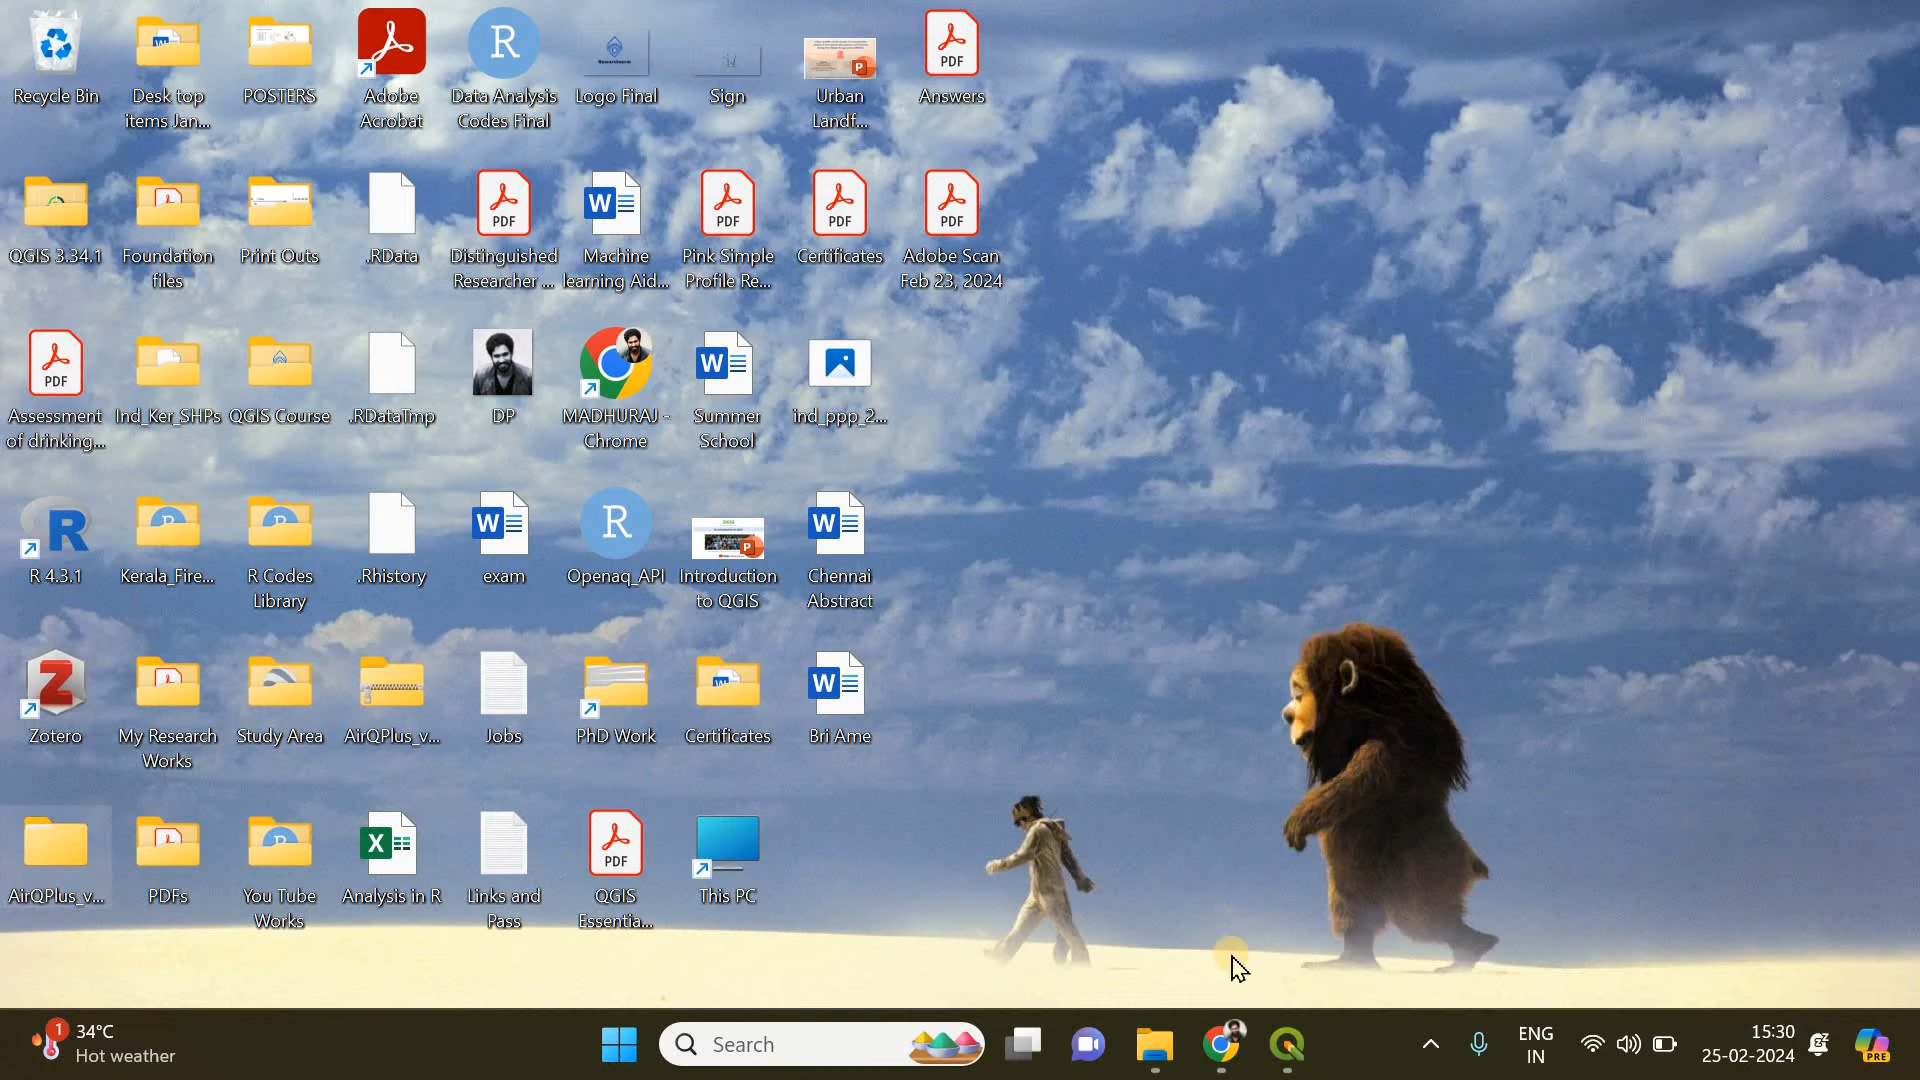 Recycle Bin
Desk top
items Jan...
POSTERS
Adobe
Acrobat
Data Analysis
Codes Final
Logo Final
Sign
Urban
Landf...
PDF
Answers
QGIS 3.34.1
Foundation
files
Print Outs
.RData
PDF
Distinguished
Researcher ...
Machine
learning Aid...
PDF
Pink Simple
Profile Re...
PDF
Certificates
PDF
Adobe Scan
Feb 23, 2024
PDF
Assessment
of drinking...
Ind_Ker_SHPs
QGIS Course
.RDataTmp
DP
MADHURAJ -
Chrome
Summer
School
ind_ppp_2...
R 4.3.1
Kerala_Fire...
R Codes
Library
.Rhistory
exam
Openaq_API
Introduction
to QGIS
Chennai
Abstract
Zotero
My Research
Works
Study Area
AirQPlus_v...
Jobs
PhD Work
Certificates
Bri Ame
AirQPlus_v...
PDFs
You Tube
Works
Analysis in R
Links and
Pass
PDF
QGIS
Essentia...
This PC
1
34°C
Hot weather
Search
ENG
IN
15:30
25-02-2024
PRE